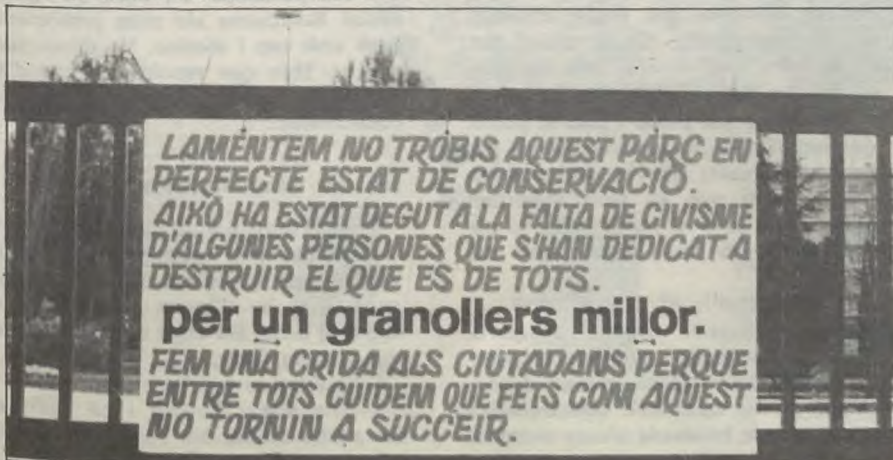 LAMENTEM NO TROBIS AQUEST PARC EN
PERFECTE ESTAT DE CONSERVACIÓ.
AIXÒ HA ESTAT DEGUT A LA FALTA DE CIVISME
D'ALGUNES PERSONES QUE S'HAN DEDICAT A
DESTRUIR EL QUE ES DE TOTS.
per un granollers millor.
FEM UNA CRIDA ALS CIUTADANS PERQUE
ENTRE TOTS CUIDEM QUE FETS COM AQUEST
NO TORNIN A SUCCEIR.